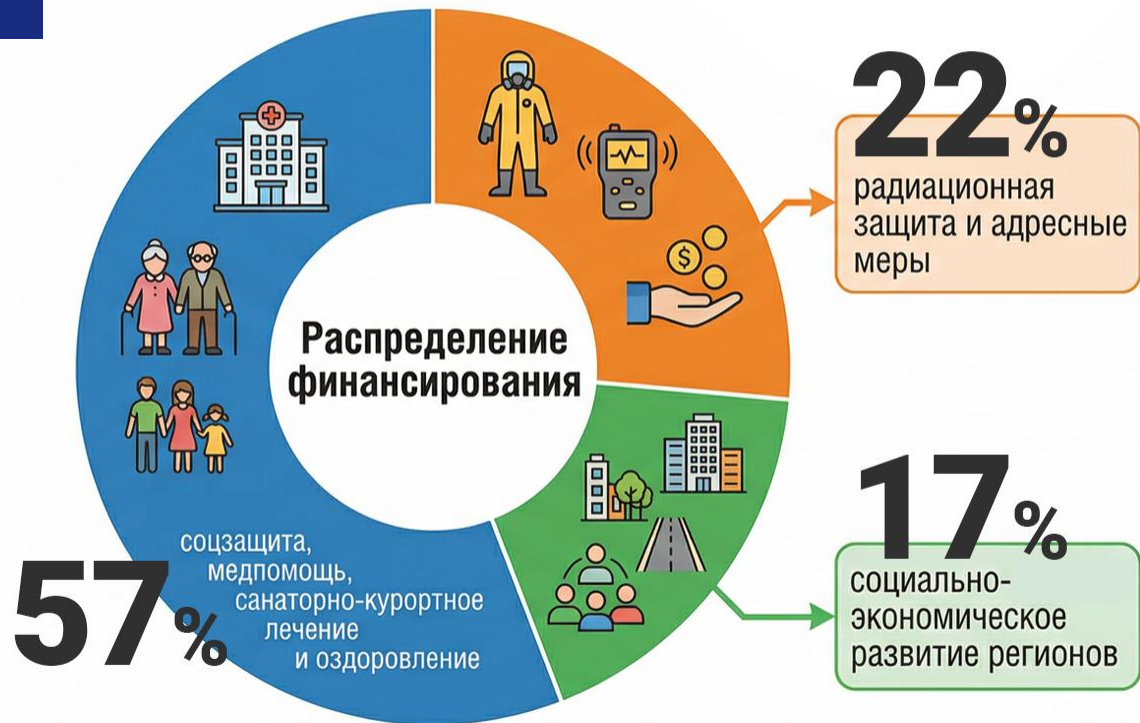 Распределение
финансирования
22%
радиационная
защита и адресные
меры
17%
социально-
экономическое
развитие регионов
57%
соцзащита,
медпомощь,
санаторно-курортное
лечение
и оздоровление
$